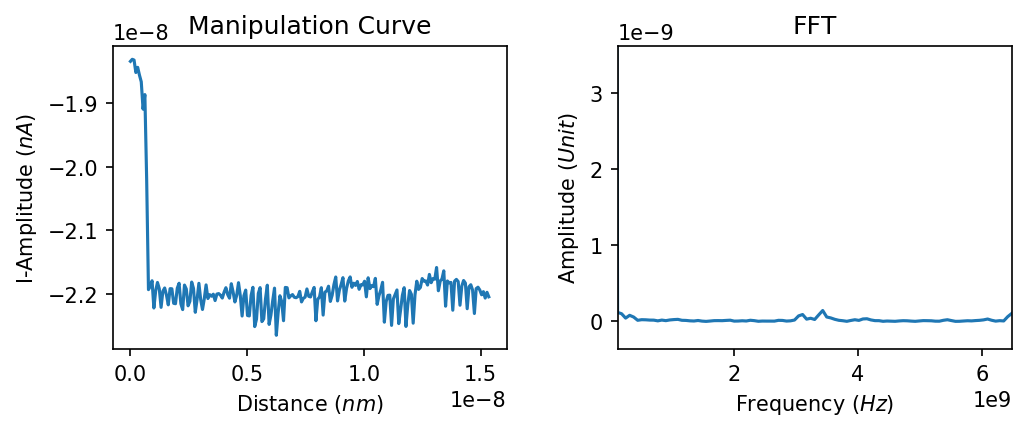 Manipulation Curve
1e−8
I-Amplitude (nA)
−1.9
−2.0
−2.1
−2.2
0.0 0.5 1.0 1.5
1e−8
Distance (nm)
FFT
1e−9
Amplitude (Unit)
3
2
1
0
2 4 6
1e9
Frequency (Hz)